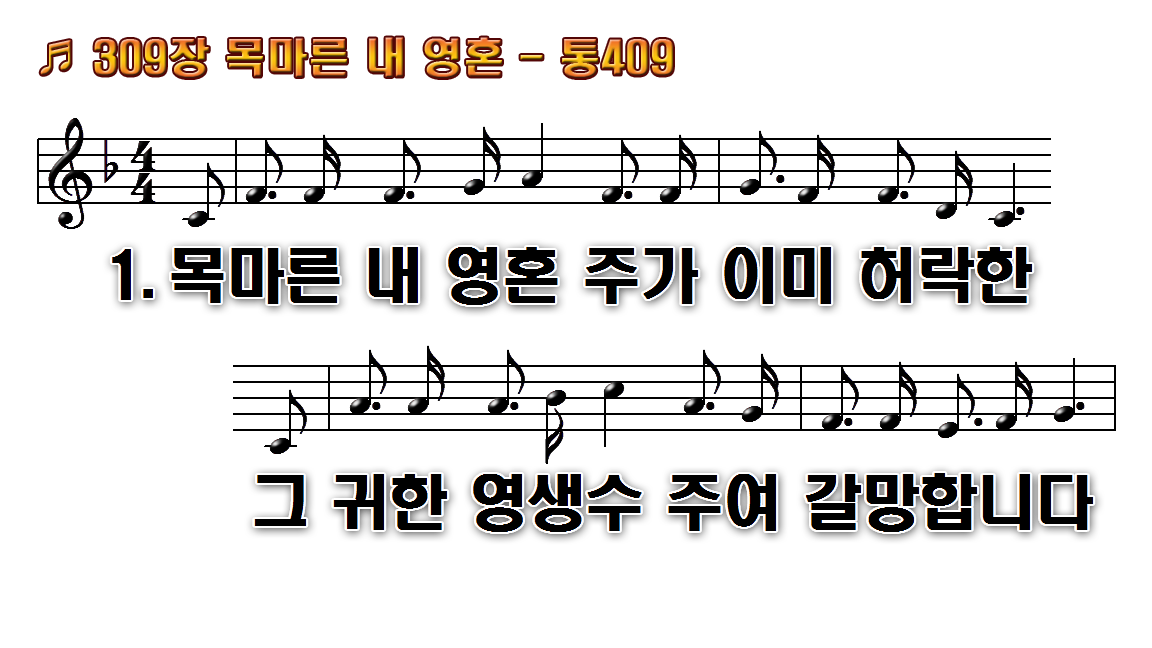 ♬ 309장 목마른 내 영혼 - 통409
4
4
1. 목마른 내 영혼 주가 이미 허락한
그 귀한 영생수 주여 갈망합니다